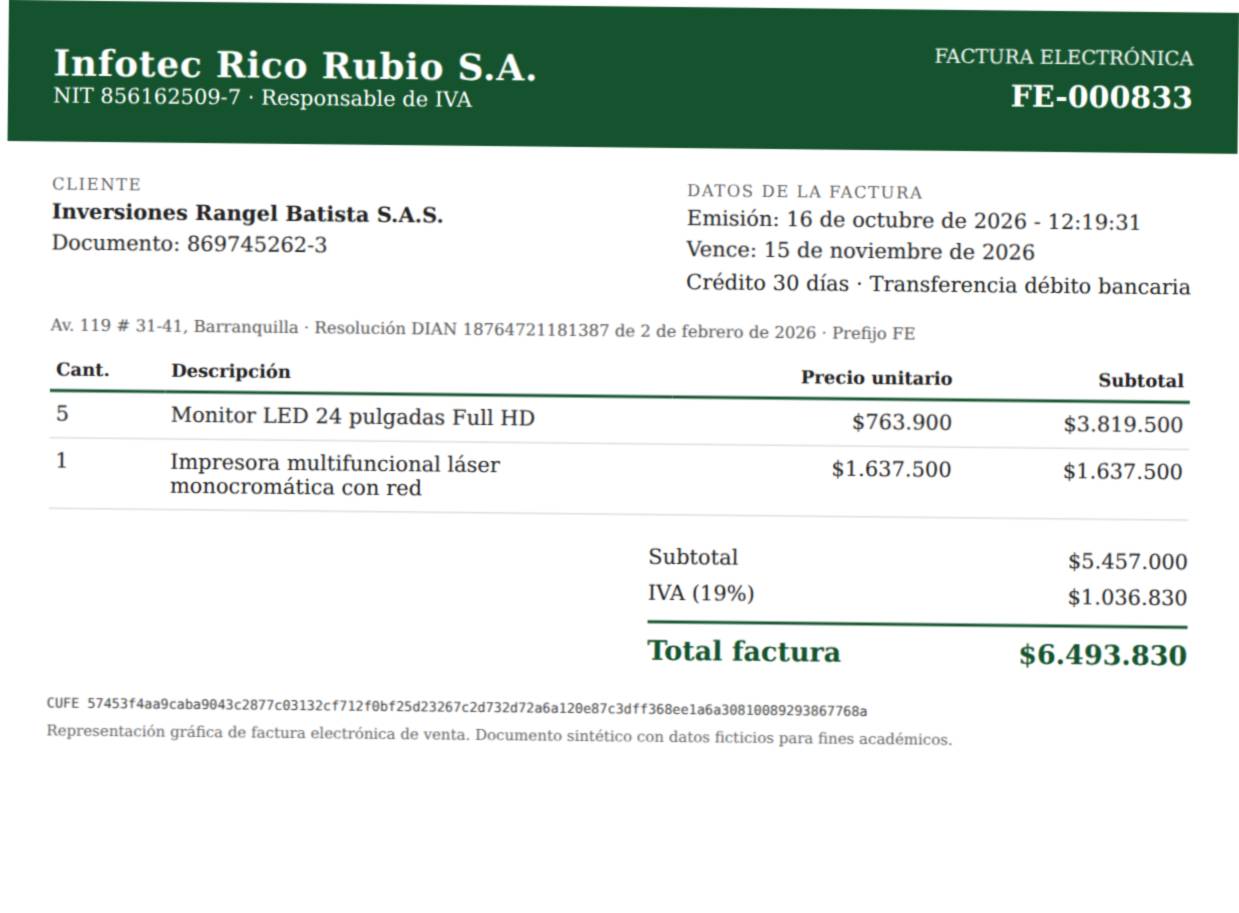 Infotec Rico Rubio S.A.
NIT 856162509-7 · Responsable de IVA
FACTURA ELECTRÓNICA
FE-000833
CLIENTE
Inversiones Rangel Batista S.A.S.
Documento: 869745262-3
DATOS DE LA FACTURA
Emisión: 16 de octubre de 2026 - 12:19:31
Vence: 15 de noviembre de 2026
Crédito 30 días · Transferencia débito bancaria
Av. 119 # 31-41, Barranquilla · Resolución DIAN 18764721181387 de 2 de febrero de 2026 · Prefijo FE
Cant. Descripción Precio unitario Subtotal
5 Monitor LED 24 pulgadas Full HD $763.900 $3.819.500
1 Impresora multifuncional láser $1.637.500 $1.637.500
monocromática con red
Subtotal $5.457.000
IVA (19%) $1.036.830
Total factura $6.493.830
CUFE 57453f4aa9caba9043c2877c03132cf712f0bf25d23267c2d732d72a6a120e87c3dff368ee1a6a30810089293867768a
Representación gráfica de factura electrónica de venta. Documento sintético con datos ficticios para fines académicos.